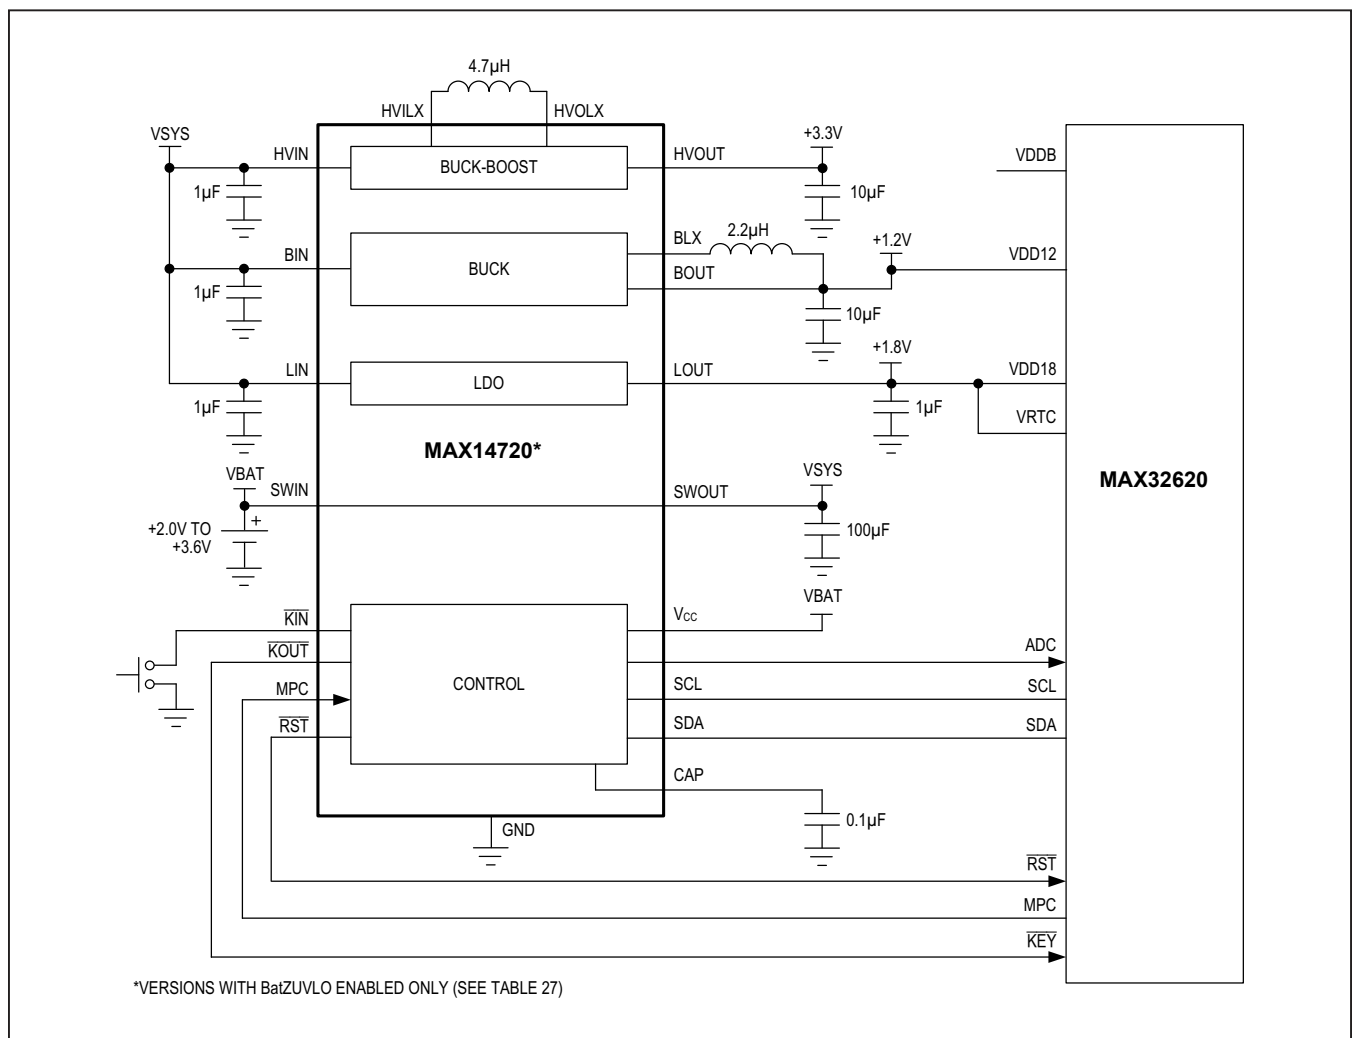 4.7µH
HVILX
HVOLX
VSYS
HVIN
BUCK-BOOST
HVOUT
+3.3V
VDDB
1µF
10µF
BLX
2.2µH
+1.2V
BIN
BUCK
BOUT
VDD12
1µF
10µF
+1.8V
LIN
LDO
LOUT
VDD18
1µF
1µF
VRTC
MAX14720*
MAX32620
VBAT
SWIN
SWOUT
VSYS
+2.0V TO
+3.6V
+
100µF
VBAT
KIN
VCC
KOUT
ADC
MPC
CONTROL
SCL
SCL
RST
SDA
SDA
CAP
0.1µF
GND
RST
MPC
KEY
*VERSIONS WITH BatZUVLO ENABLED ONLY (SEE TABLE 27)